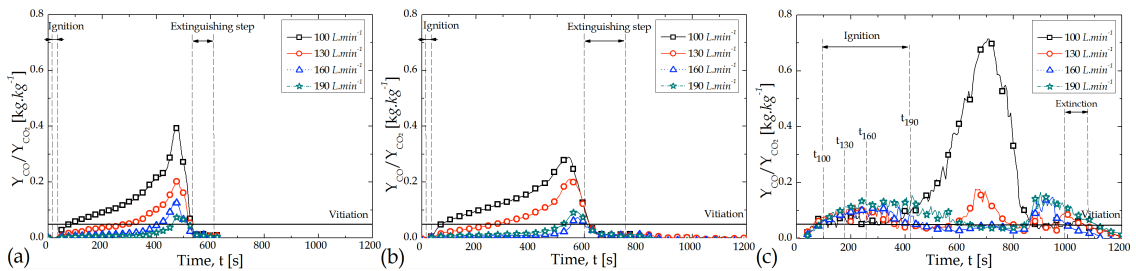 Ignition
Extinguishing step
100 L.min⁻¹
130 L.min⁻¹
160 L.min⁻¹
190 L.min⁻¹
Vitiation
Y_CO/Y_CO₂ [kg.kg⁻¹]
0.8
0.6
0.4
0.2
0.0
0 200 400 600 800 1000 1200
Time, t [s]
(a)
Ignition
Extinguishing step
100 L.min⁻¹
130 L.min⁻¹
160 L.min⁻¹
190 L.min⁻¹
Vitiation
Y_CO/Y_CO₂ [kg.kg⁻¹]
0.8
0.6
0.4
0.2
0.0
0 200 400 600 800 1000 1200
Time, t [s]
(b)
Ignition
100 L.min⁻¹
130 L.min⁻¹
160 L.min⁻¹
190 L.min⁻¹
Extinction
t₁₀₀
t₁₃₀
t₁₆₀
t₁₉₀
Vitiation
Y_CO/Y_CO₂ [kg.kg⁻¹]
0.8
0.6
0.4
0.2
0.0
0 200 400 600 800 1000 1200
Time, t [s]
(c)